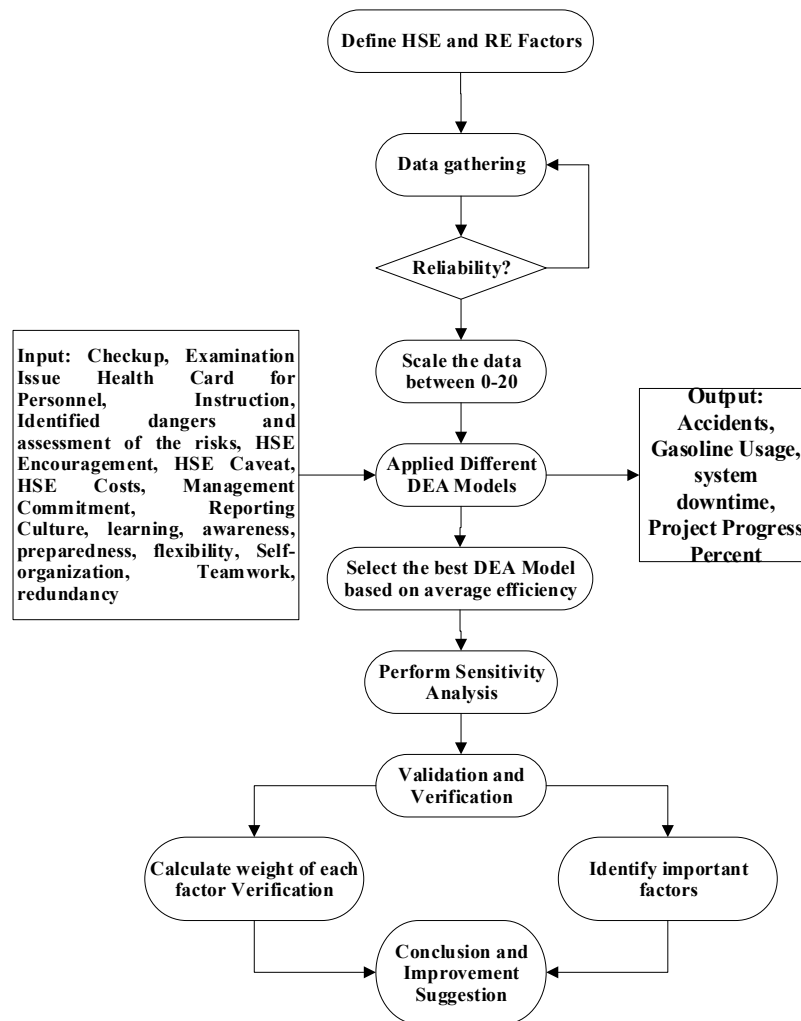 Define HSE and RE Factors
Data gathering
Reliability?
Scale the data
between 0-20
Input: Checkup, Examination
Issue Health Card for
Personnel, Instruction,
Identified dangers and
assessment of the risks, HSE
Encouragement, HSE Caveat,
HSE Costs, Management
Commitment, Reporting
Culture, learning, awareness,
preparedness, flexibility, Self-
organization, Teamwork,
redundancy
Applied Different
DEA Models
Output:
Accidents,
Gasoline Usage,
system
downtime,
Project Progress
Percent
Select the best DEA Model
based on average efficiency
Perform Sensitivity
Analysis
Validation and
Verification
Calculate weight of each
factor Verification
Identify important
factors
Conclusion and
Improvement
Suggestion